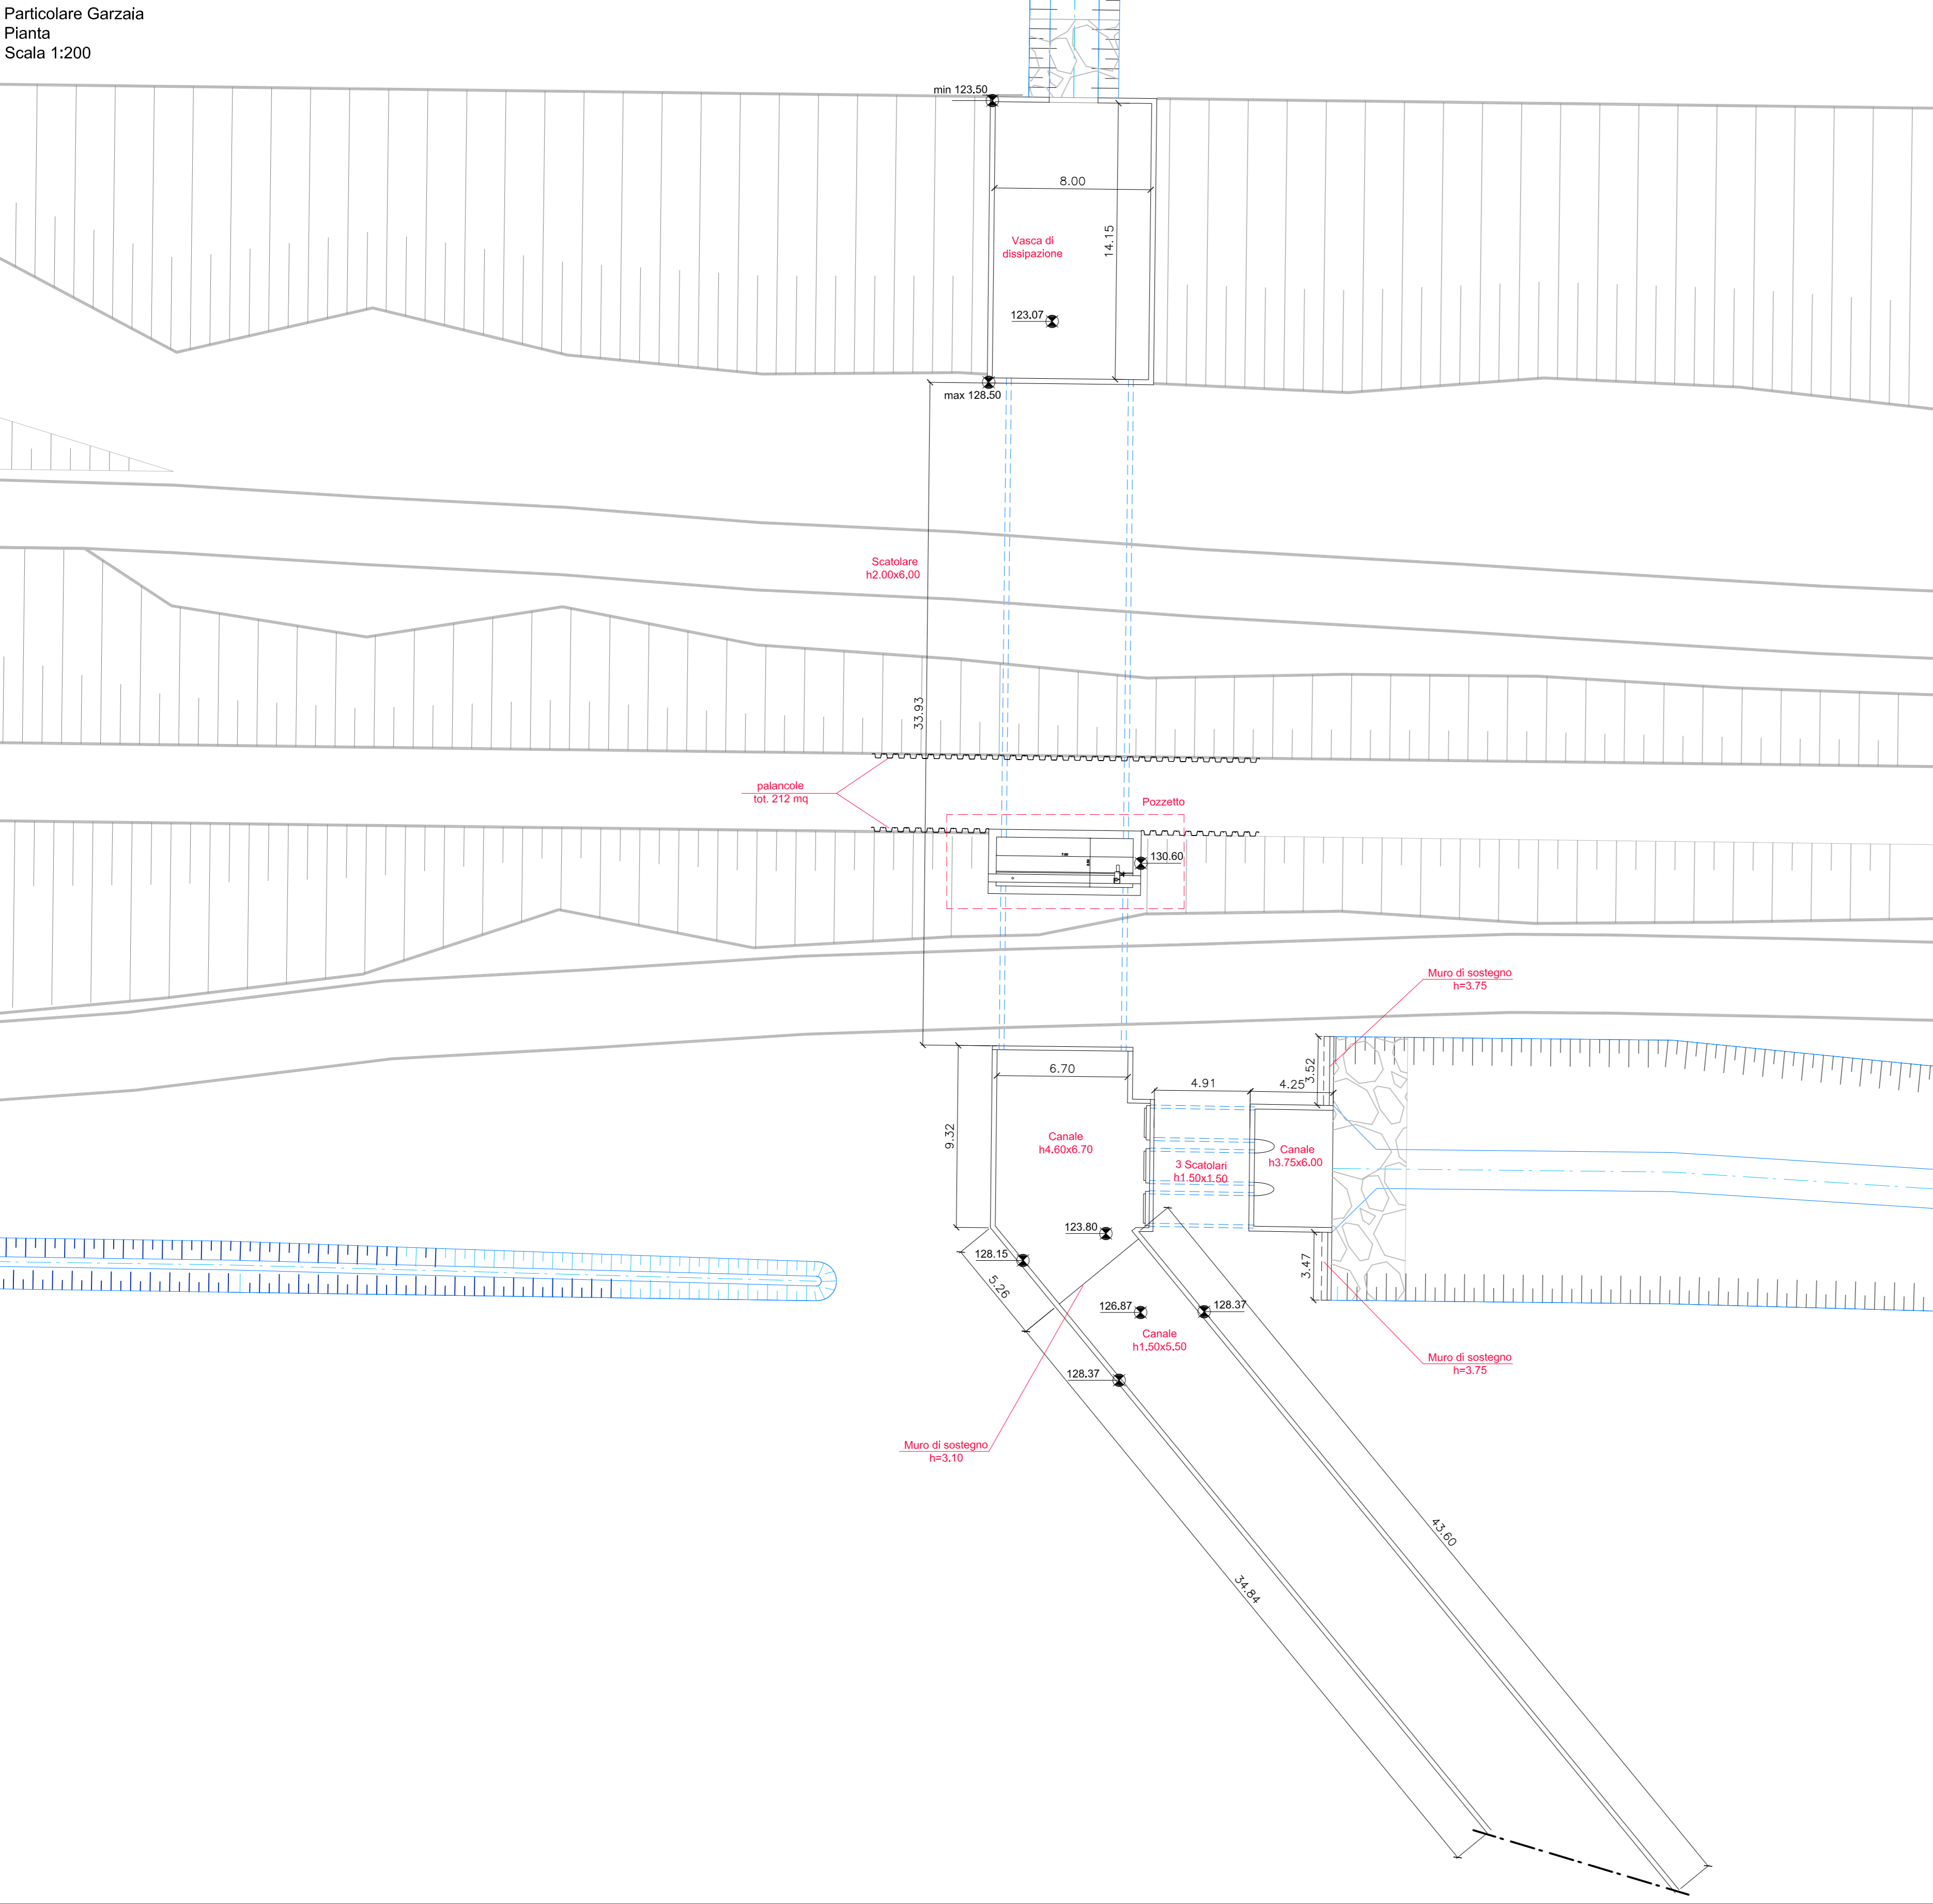 Particolare Garzaia
Pianta
Scala 1:200
min 123.50
8.00
14.15
Vasca di
dissipazione
123.07
max 128.50
Scatolare
h2.00x6.00
33.93
palancole
tot. 212 mq
Pozzetto
130.60
Muro di sostegno
h=3.75
3.52
6.70
4.91
4.25
9.32
Canale
h4.60x6.70
3 Scatolari
h1.50x1.50
Canale
h3.75x6.00
123.80
128.15
3.47
5.26
126.87
128.37
Canale
h1.50x5.50
Muro di sostegno
h=3.75
128.37
Muro di sostegno
h=3.10
43.60
34.84